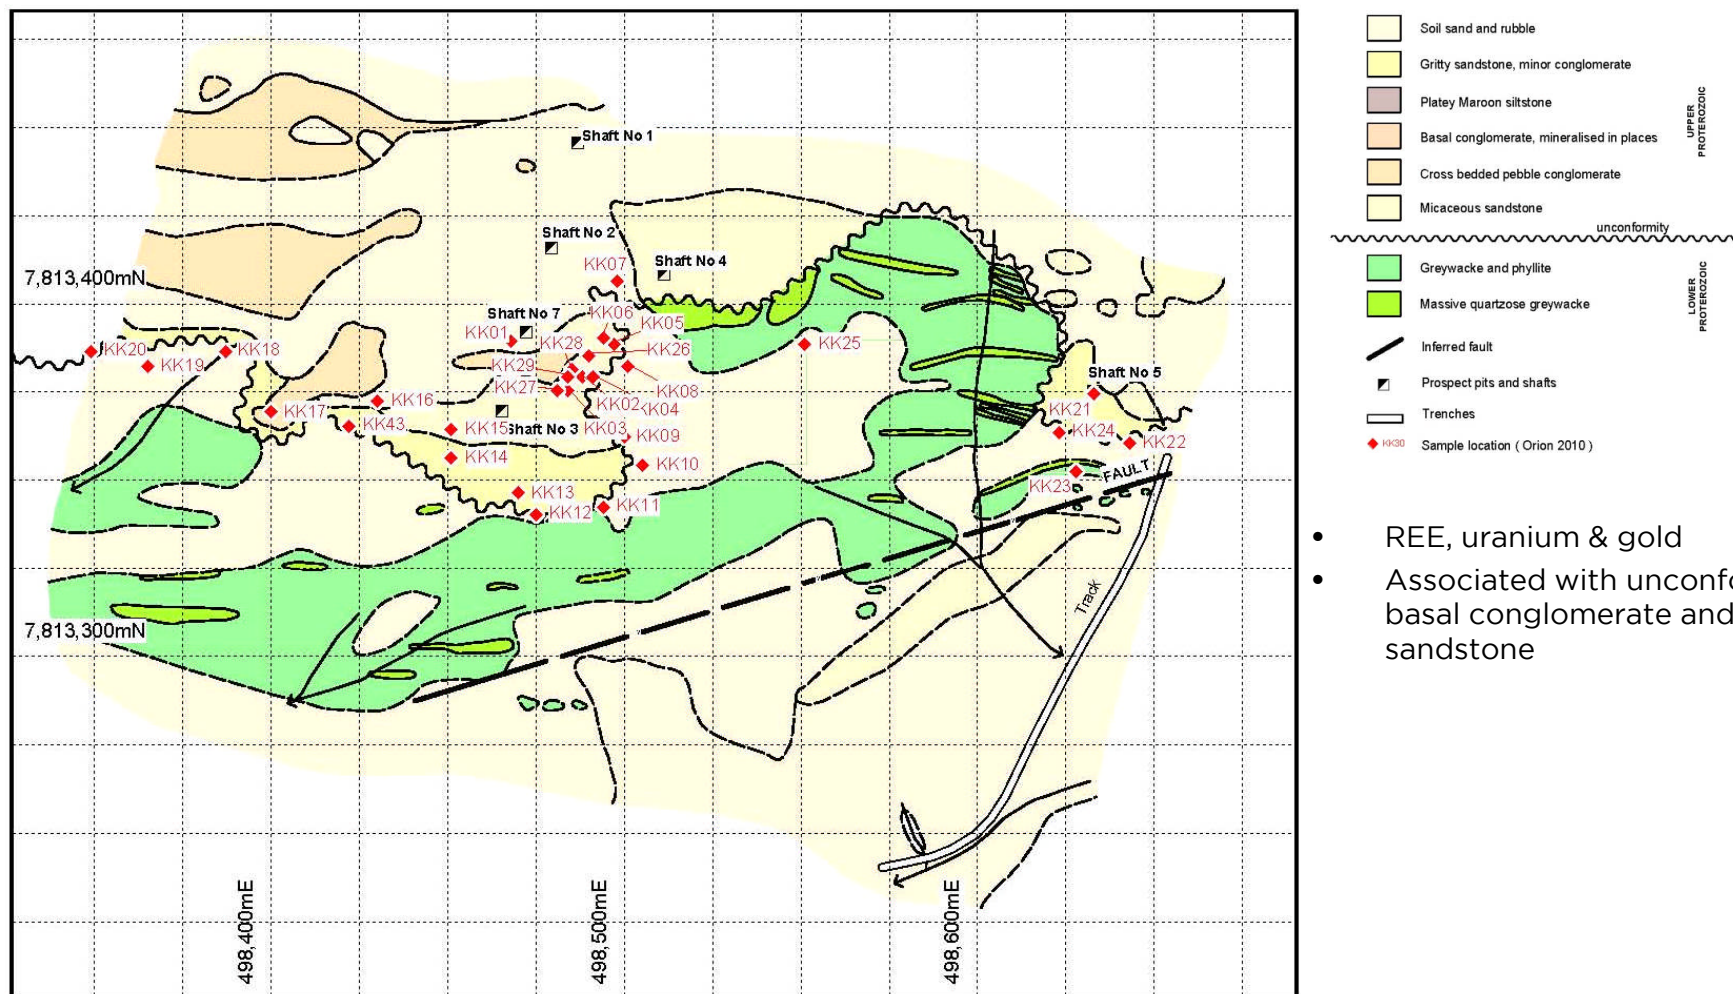 Shaft No 1
Shaft No 2
KK07
Shaft No 4
7,813,400mN
Shaft No 7
KK06
KK05
KK01
KK28
KK26
KK20
KK18
KK25
KK19
KK29
KK08
KK27
KK02
KK04
Shaft No 5
KK16
KK17
KK21
KK43
KK15
Shaft No 3
KK03
KK09
KK24
KK22
KK14
KK10
FAULT
KK13
KK23
KK12
KK11
Track
7,813,300mN
498,400mE
498,500mE
498,600mE
Soil sand and rubble
Gritty sandstone, minor conglomerate
Platey Maroon siltstone
Basal conglomerate, mineralised in places
Cross bedded pebble conglomerate
Micaceous sandstone
UPPER
PROTEROZOIC
unconformity
Greywacke and phyllite
Massive quartzose greywacke
LOWER
PROTEROZOIC
Inferred fault
Prospect pits and shafts
Trenches
KK30 Sample location ( Orion 2010 )
• REE, uranium & gold
• Associated with unconfo
basal conglomerate and
sandstone